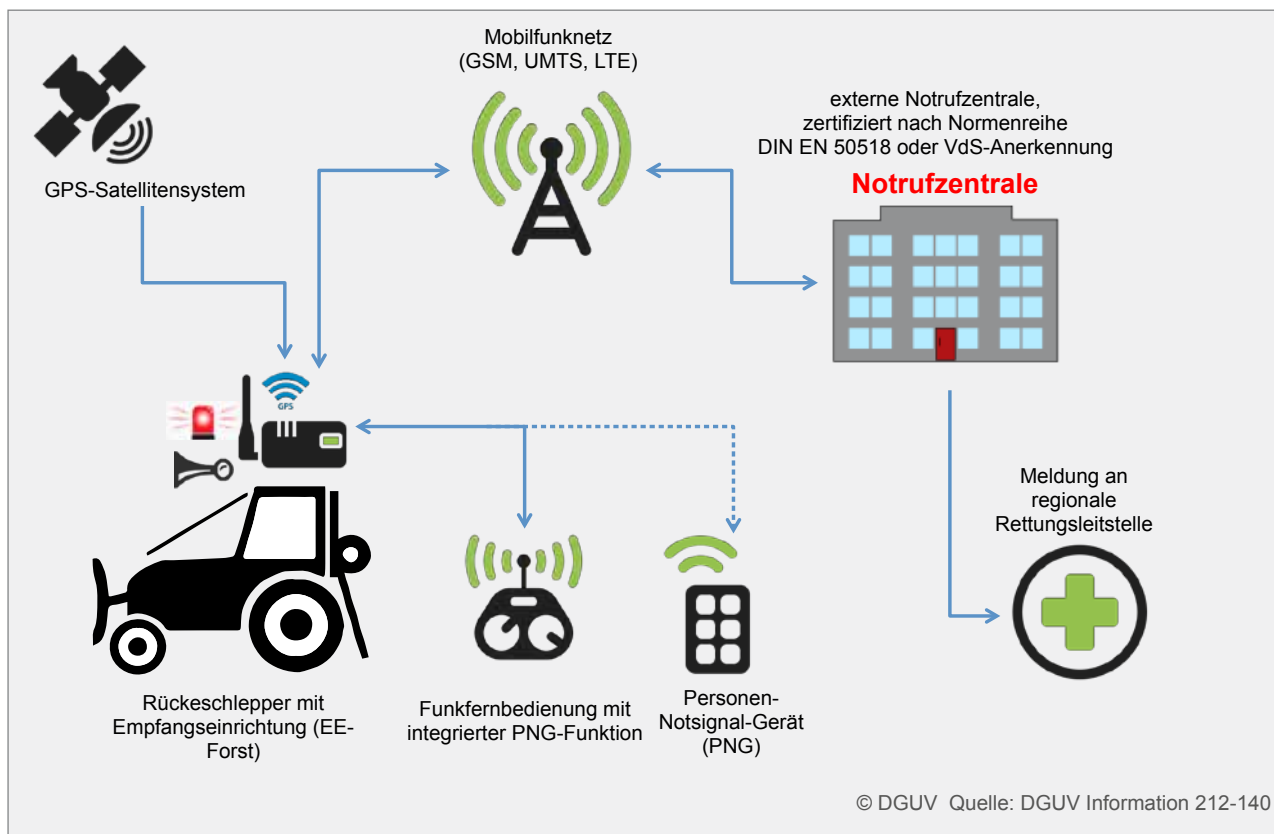 Mobilfunknetz
(GSM, UMTS, LTE)
externe Notrufzentrale,
zertifiziert nach Normenreihe
DIN EN 50518 oder VdS-Anerkennung
Notrufzentrale
GPS-Satellitensystem
GPS
Meldung an
regionale
Rettungsleitstelle
Rückeschlepper mit
Empfangseinrichtung (EE-
Forst)
Funkfernbedienung mit
integrierter PNG-Funktion
Personen-
Notsignal-Gerät
(PNG)
© DGUV Quelle: DGUV Information 212-140